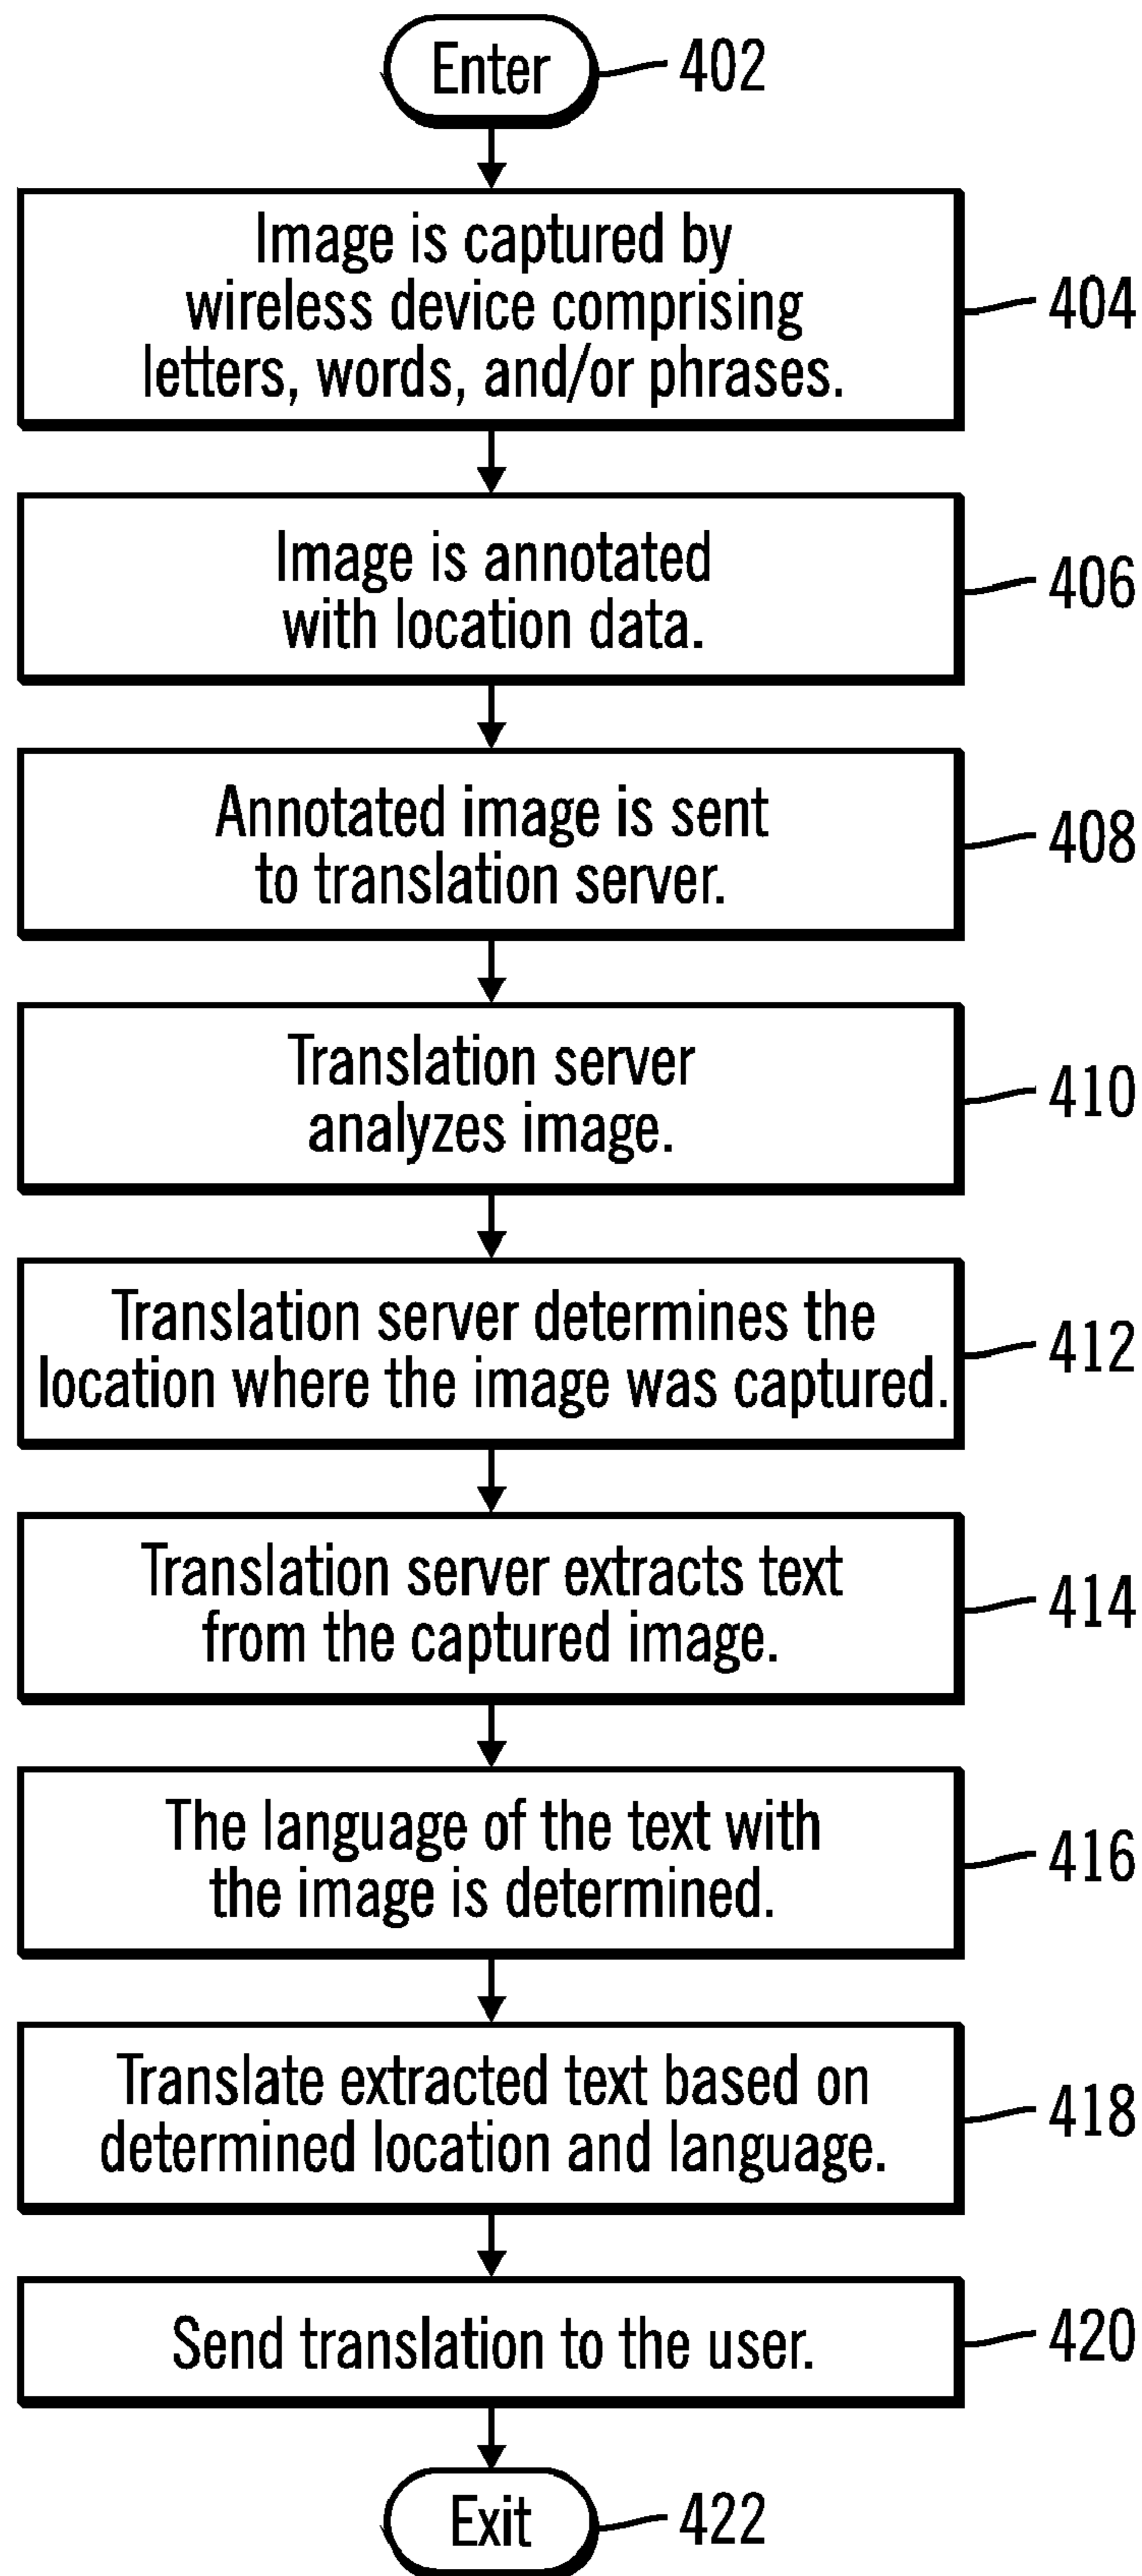 Enter
402
Image is captured by
wireless device comprising
letters, words, and/or phrases.
404
Image is annotated
with location data.
406
Annotated image is sent
to translation server.
408
Translation server
analyzes image.
410
Translation server determines the
location where the image was captured.
412
Translation server extracts text
from the captured image.
414
The language of the text with
the image is determined.
416
Translate extracted text based on
determined location and language.
418
Send translation to the user.
420
Exit
422